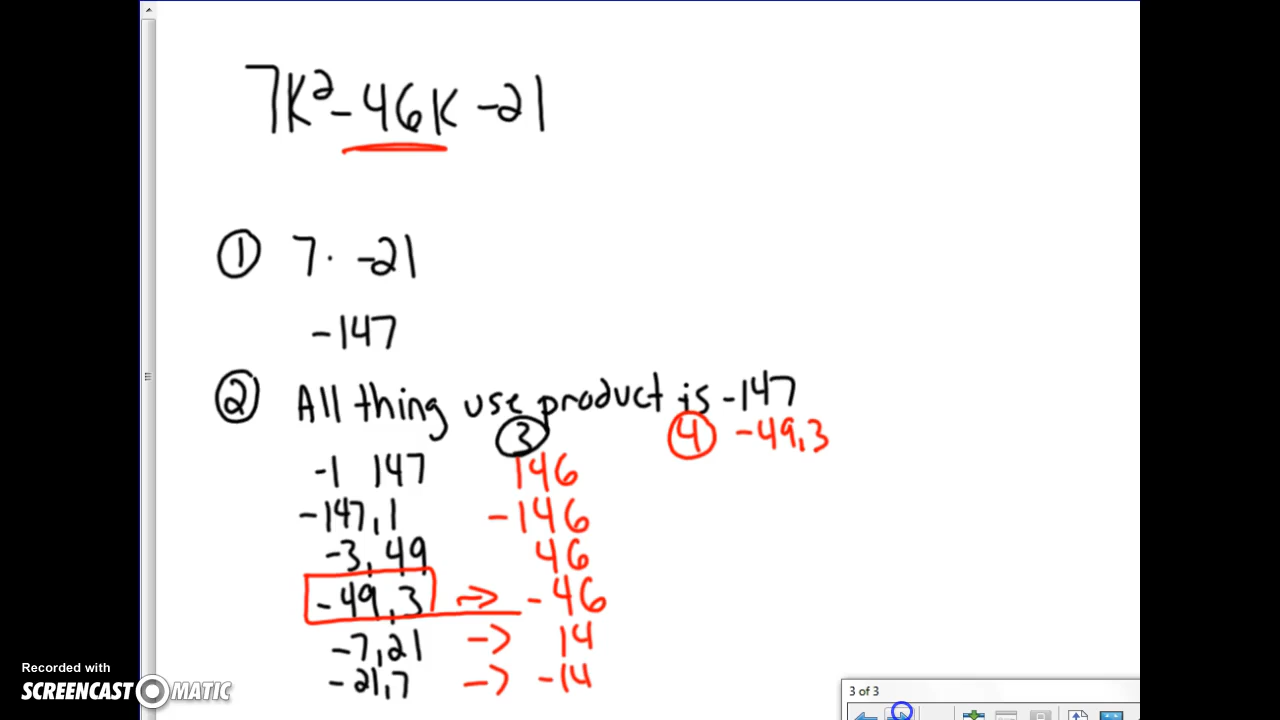 7k² - 46k - 21
① 7 · -21
-147
② All thing use product is -147
③ ④ -49,3
-1 147 146
-147,1 -146
-3,49 46
-49,3 -> -46
-7,21 -> 14
-21,7 -> -14
3 of 3
Recorded with
SCREENCAST MATIC